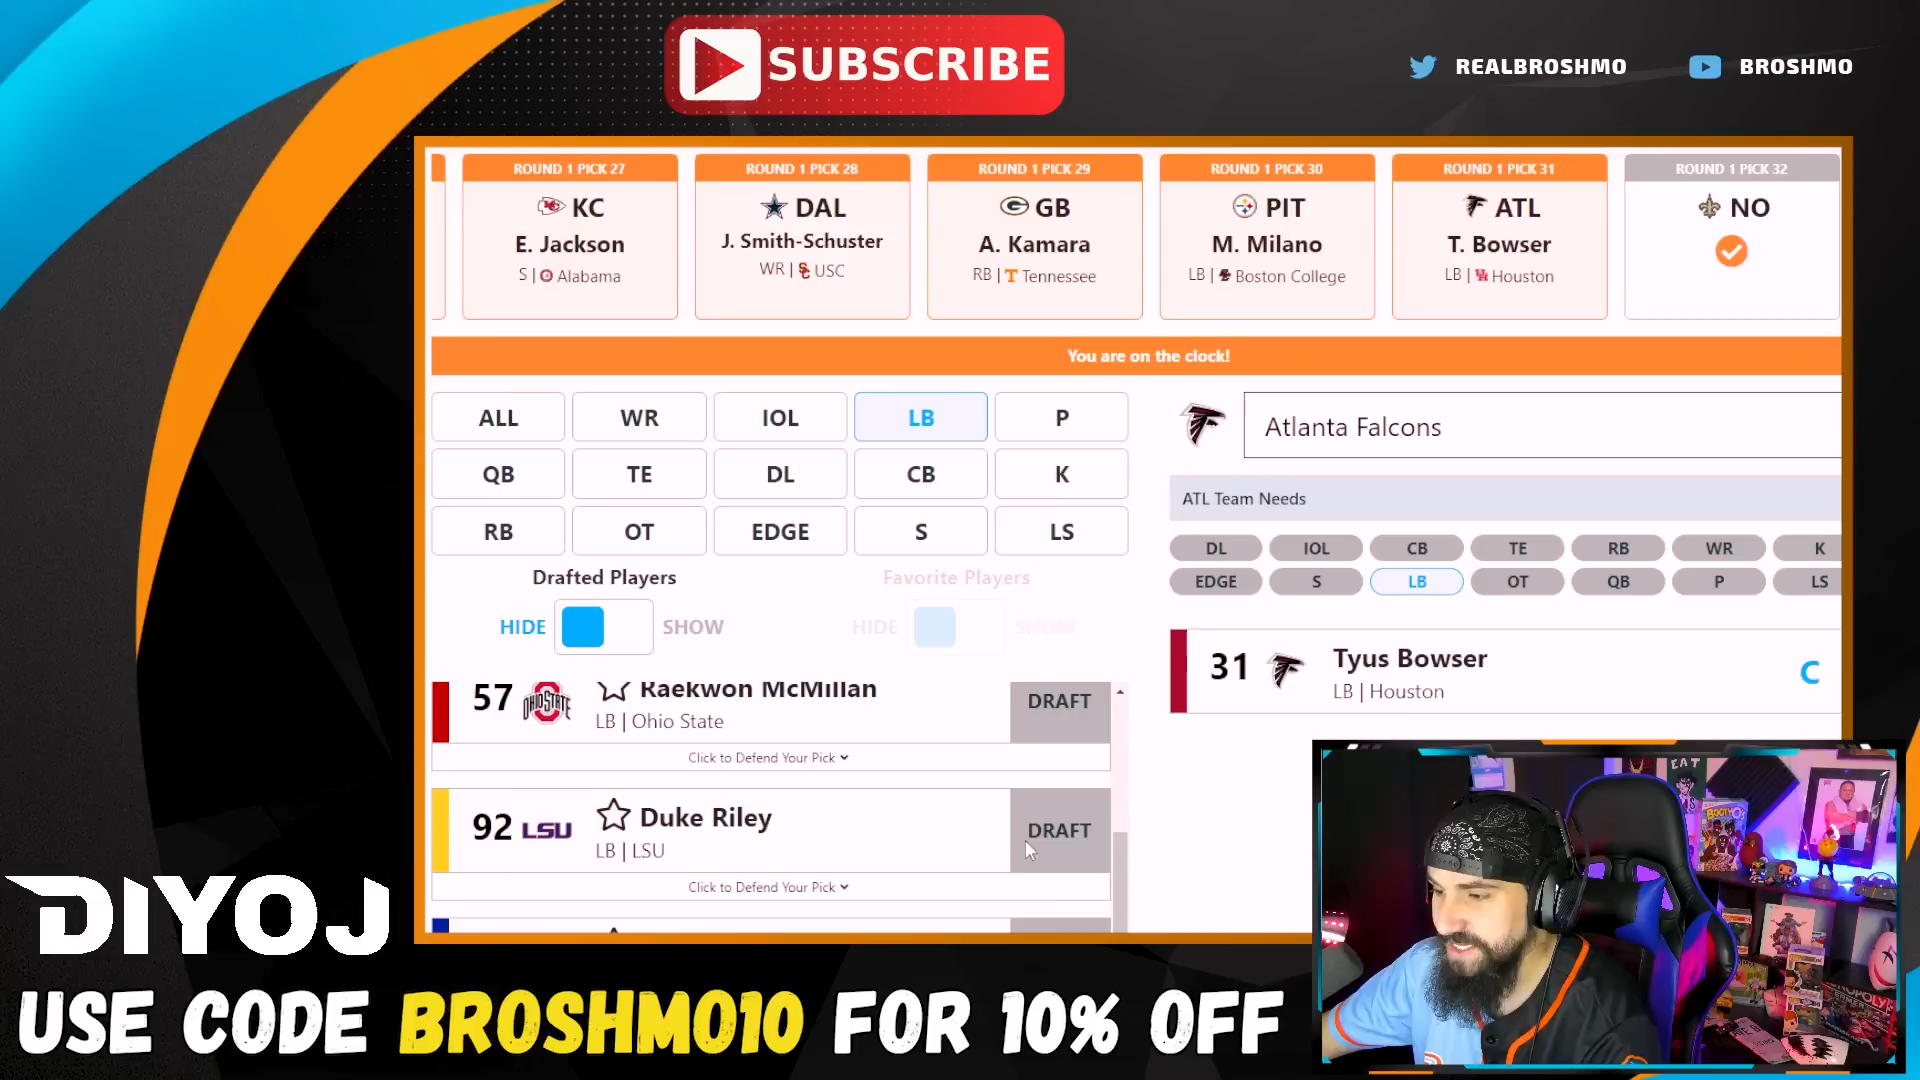 SUBSCRIBE
REALBROSHMO
BROSHMO
ROUND 1 PICK 27
KC
E. Jackson
S | Alabama
ROUND 1 PICK 28
DAL
J. Smith-Schuster
WR | USC
ROUND 1 PICK 29
GB
A. Kamara
RB | Tennessee
ROUND 1 PICK 30
PIT
M. Milano
LB | Boston College
ROUND 1 PICK 31
ATL
T. Bowser
LB | Houston
ROUND 1 PICK 32
NO
You are on the clock!
ALL WR IOL LB P
QB TE DL CB K
RB OT EDGE S LS
Drafted Players
HIDE SHOW
Favorite Players
HIDE SHOW
57 OHIO STATE Raekwon McMillan
LB | Ohio State
DRAFT
Click to Defend Your Pick
92 LSU Duke Riley
LB | LSU
DRAFT
Click to Defend Your Pick
Atlanta Falcons
ATL Team Needs
DL IOL CB TE RB WR K
EDGE S LB OT QB P LS
31 Tyus Bowser
LB | Houston
C
EAT
BOOTY
DIYOJ
USE CODE BROSHMO10 FOR 10% OFF